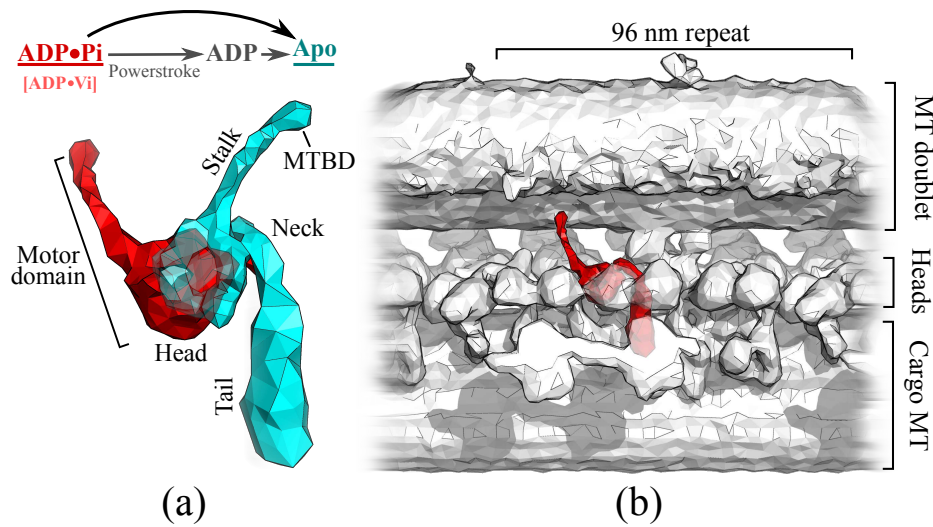 ADP•Pi
ADP
Apo
Powerstroke
[ADP•Vi]
Stalk
MTBD
Neck
Motor
domain
Head
Tail
(a)
96 nm repeat
MT doublet
Heads
Cargo MT
(b)